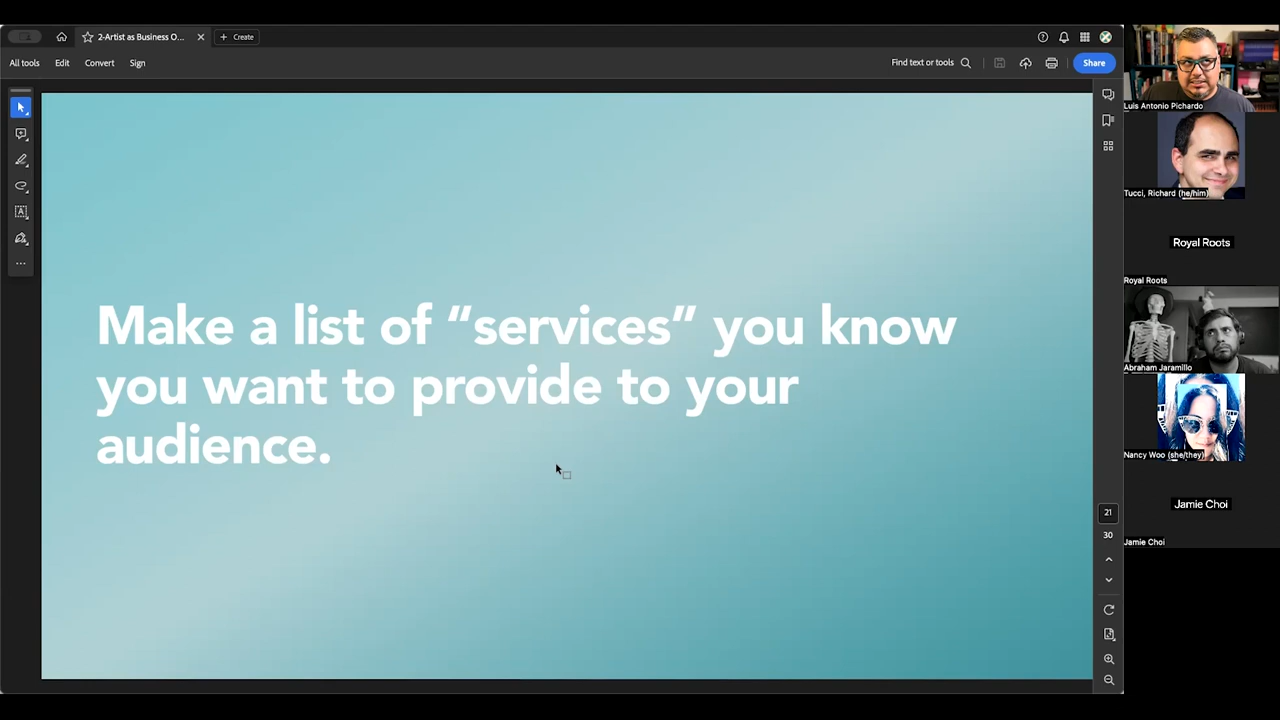 2-Artist as Business O...
Create
All tools
Edit
Convert
Sign
Find text or tools
Share
Make a list of “services” you know
you want to provide to your
audience.
21
30
Luis Antonio Pichardo
Tucci, Richard (he/him)
Royal Roots
Royal Roots
Abraham Jaramillo
Nancy Woo (she/they)
Jamie Choi
Jamie Choi